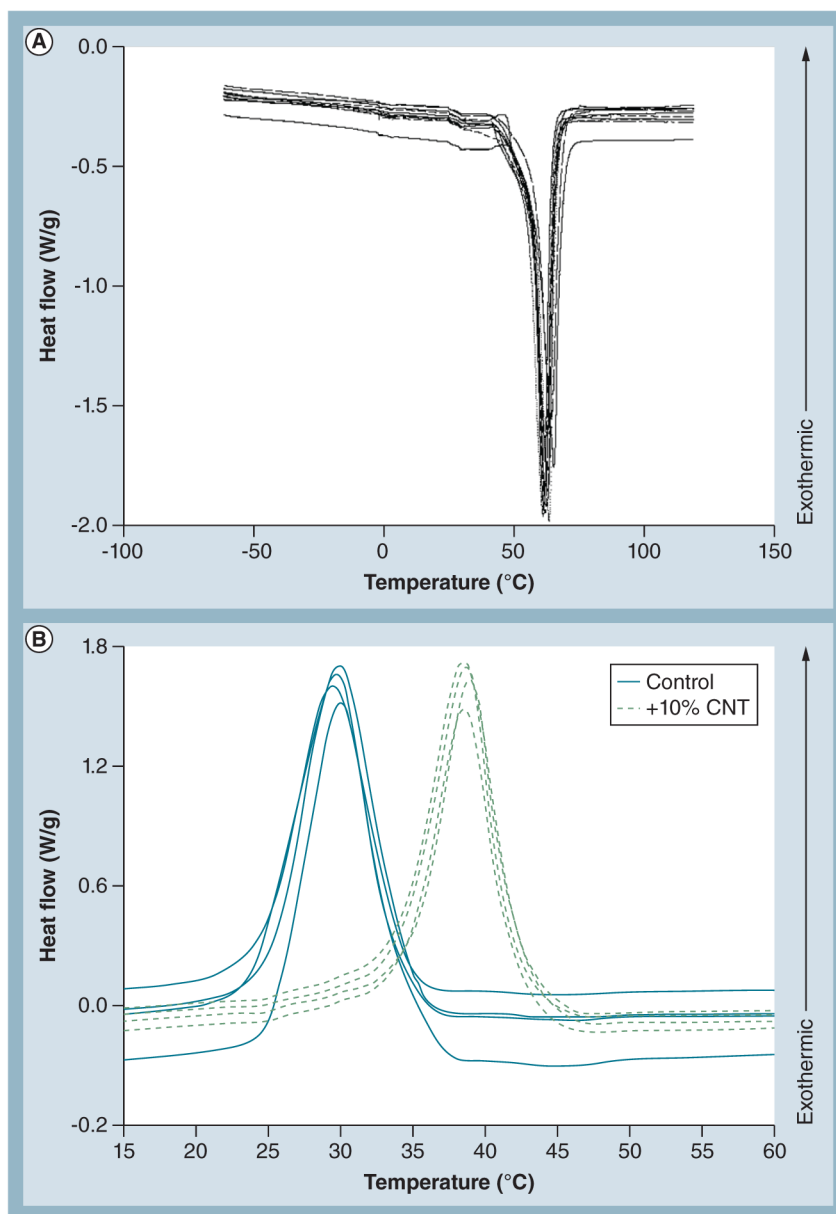 A
0.0
-0.5
-1.0
-1.5
-2.0
Heat flow (W/g)
-100
-50
0
50
100
150
Temperature (°C)
Exothermic
B
1.8
1.2
0.6
0.0
-0.2
Heat flow (W/g)
Control
+10% CNT
15
20
25
30
35
40
45
50
55
60
Temperature (°C)
Exothermic